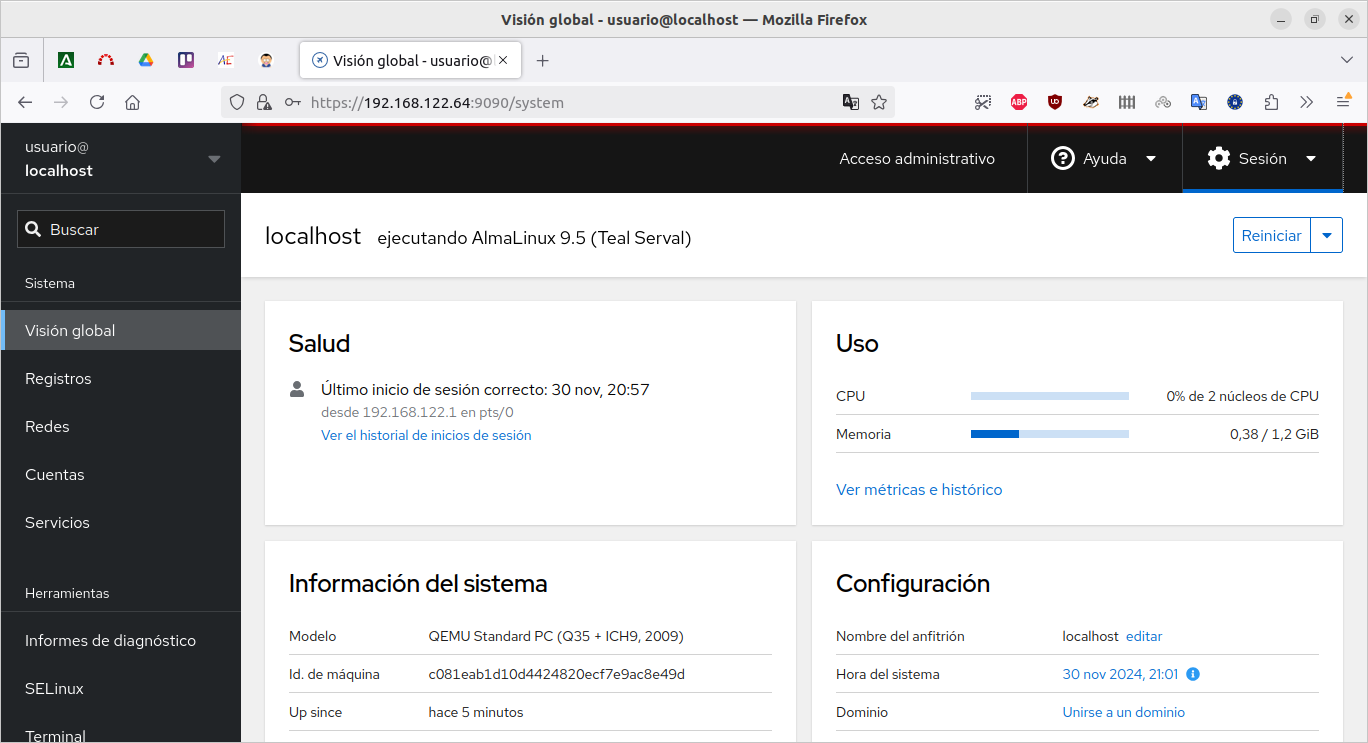 Visión global - usuario@localhost — Mozilla Firefox
Visión global - usuario@
https://192.168.122.64:9090/system
ABP
usuario@
localhost
Acceso administrativo
Ayuda
Sesión
Buscar
localhost ejecutando AlmaLinux 9.5 (Teal Serval)
Reiniciar
Sistema
Visión global
Registros
Redes
Cuentas
Servicios
Herramientas
Informes de diagnóstico
SELinux
Terminal
Salud
Último inicio de sesión correcto: 30 nov, 20:57
desde 192.168.122.1 en pts/0
Ver el historial de inicios de sesión
Uso
CPU 0% de 2 núcleos de CPU
Memoria 0,38 / 1,2 GiB
Ver métricas e histórico
Información del sistema
Modelo QEMU Standard PC (Q35 + ICH9, 2009)
Id. de máquina c081eab1d10d4424820ecf7e9ac8e49d
Up since hace 5 minutos
Configuración
Nombre del anfitrión localhost editar
Hora del sistema 30 nov 2024, 21:01
Dominio Unirse a un dominio